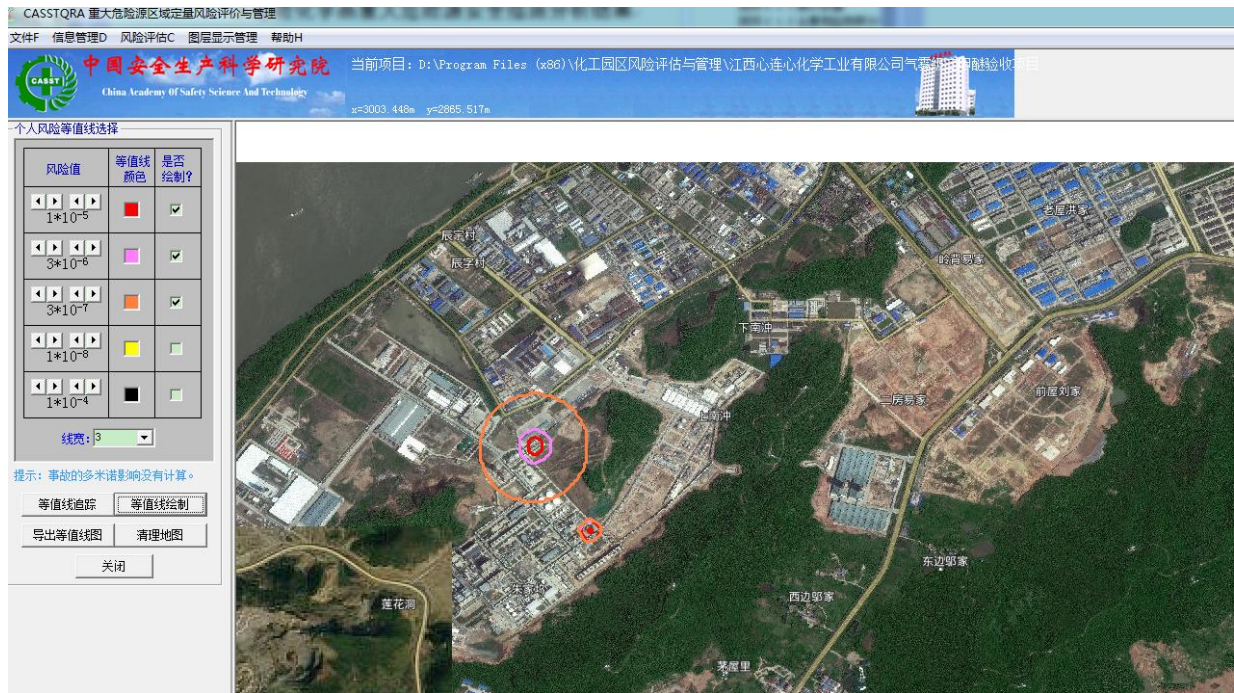 CASSTQRA 重大危险源区域定量风险评价与管理
文件F 信息管理D 风险评估C 图层显示管理 帮助H
CASST
中国安全生产科学研究院
China Academy Of Safety Science And Technology
当前项目：D:\Program Files (x86)\化工园区风险评估与管理\江西心连心化学工业有限公司
x=3003.448m y=2865.517m
个人风险等值线选择
风险值 等值线颜色 是否绘制?
1*10-5
3*10-6
3*10-7
1*10-8
1*10-4
线宽: 3
提示：事故的多米诺影响没有计算。
等值线追踪 等值线绘制
导出等值线图 清理地图
关闭
老屋洪家
辰字村
辰字村
岭背易家
下南冲
前屋刘家
二房易家
上南冲
东边邬家
宋家
西边邬家
莲花洞
茅屋里